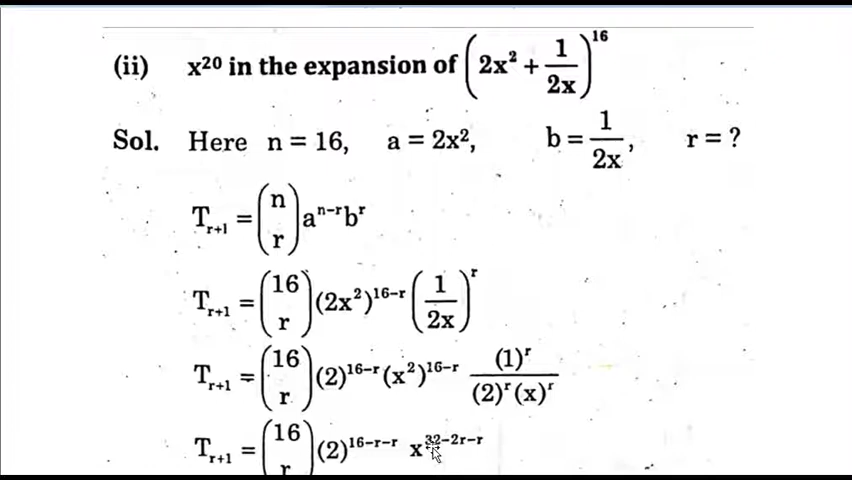 (ii) x²⁰ in the expansion of (2x² + 1/2x)¹⁶
Sol. Here n = 16, a = 2x², b = 1/2x, r = ?
Tᵣ₊₁ = (n r) aⁿ⁻ʳbʳ
Tᵣ₊₁ = (16 r) (2x²)¹⁶⁻ʳ (1/2x)ʳ
Tᵣ₊₁ = (16 r) (2)¹⁶⁻ʳ(x²)¹⁶⁻ʳ (1)ʳ/(2)ʳ(x)ʳ
Tᵣ₊₁ = (16 r) (2)¹⁶⁻ʳ⁻ʳ x³²⁻²ʳ⁻ʳ